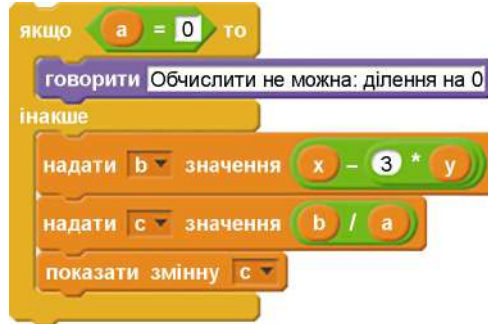 якщо a = 0 то
говорити Обчислити не можна: ділення на 0
інакше
надати b значення x - 3 * y
надати c значення b / a
показати змінну c